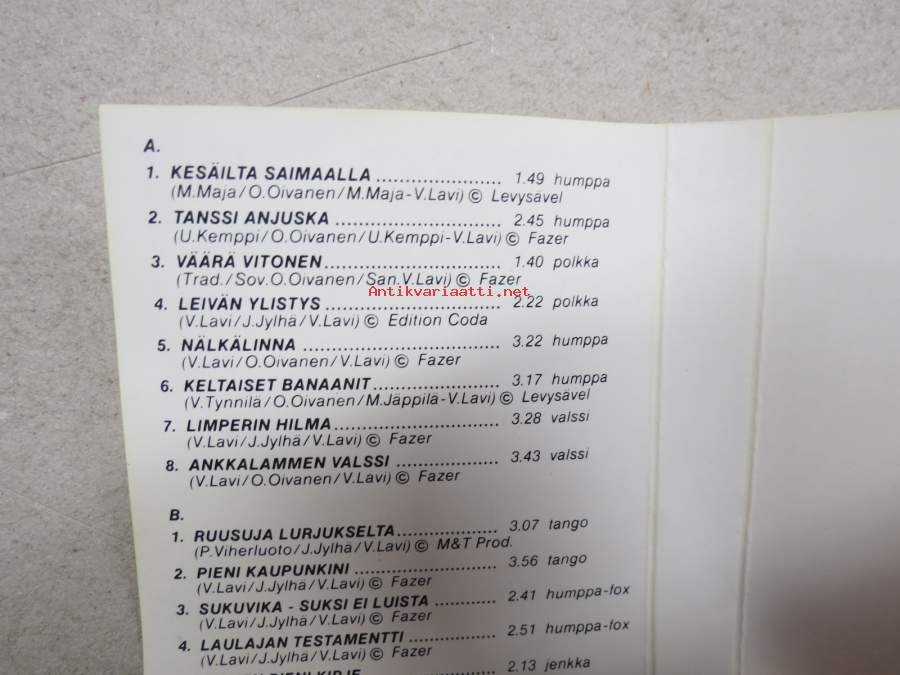 A.
1. KESÄILTA SAIMAALLA ...................... 1.49 humppa
(M.Maja/O.Oivanen/M.Maja-V.Lavi) © Levysävel
2. TANSSI ANJUSKA ............................. 2.45 humppa
(U.Kemppi/O.Oivanen/U.Kemppi-V.Lavi) © Fazer
3. VÄÄRÄ VITONEN............................... 1.40 polkka
(Trad./Sov.O.Oivanen/San.V.Lavi) © Fazer
Antikvariaatti.net
4. LEIVÄN YLISTYS ............................... 2.22 polkka
(V.Lavi/J.Jylhä/V.Lavi) © Edition Coda
5. NÄLKÄLINNA ................................... 3.22 humppa
(V.Lavi/O.Oivanen/V.Lavi) © Fazer
6. KELTAISET BANAANIT...................... 3.17 humppa
(V.Tynnilä/O.Oivanen/M.Jäppilä-V.Lavi) © Levysävel
7. LIMPERIN HILMA............................. 3.28 valssi
(V.Lavi/J.Jylhä/V.Lavi) © Fazer
8. ANKKALAMMEN VALSSI .................. 3.43 valssi
(V.Lavi/O.Oivanen/V.Lavi) © Fazer
B.
1. RUUSUJA LURJUKSELTA.................. 3.07 tango
(P.Viherluoto/J.Jylhä/V.Lavi) © M&T Prod.
2. PIENI KAUPUNKINI ......................... 3.56 tango
(V.Lavi/J.Jylhä/V.Lavi) © Fazer
3. SUKUVIKA - SUKSI EI LUISTA ............ 2.41 humppa-fox
(V.Lavi/J.Jylhä/V.Lavi) © Fazer
4. LAULAJAN TESTAMENTTI ................ 2.51 humppa-fox
(V.Lavi/J.Jylhä/V.Lavi) © Fazer
PIENI KIRJE ...................... 2.13 jenkka